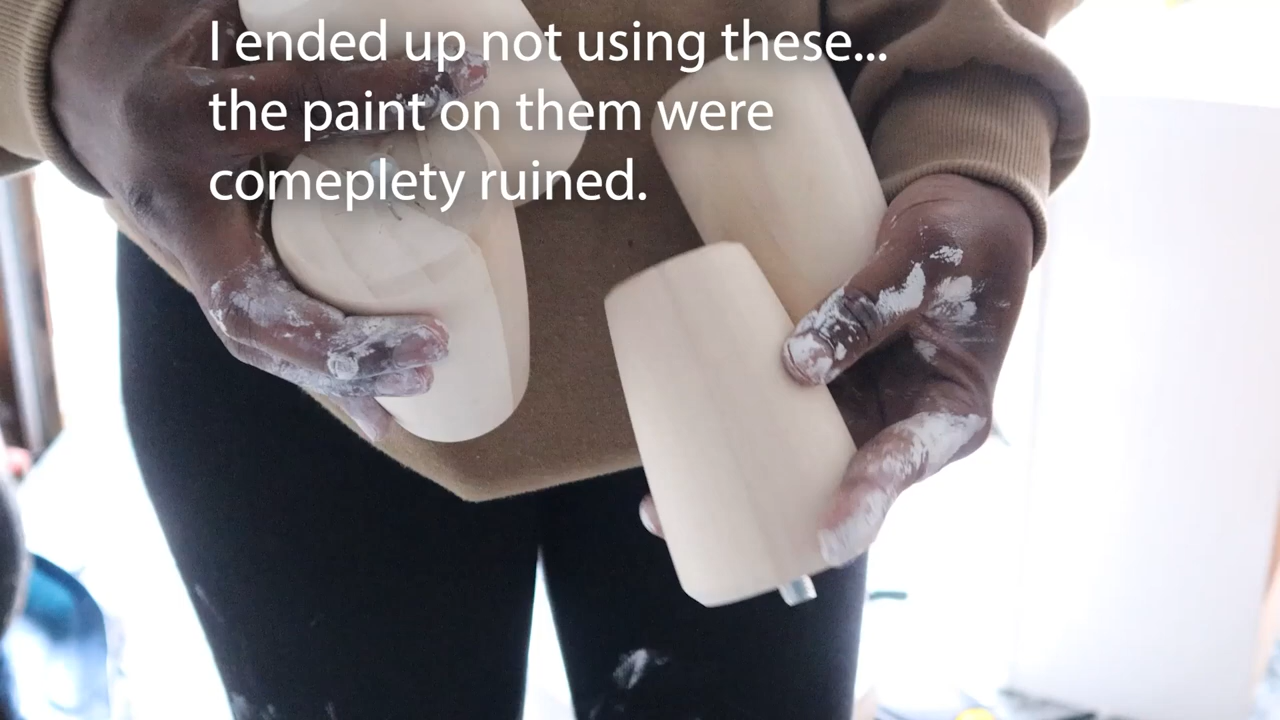 I ended up not using these...
the paint on them were
comeplety ruined.